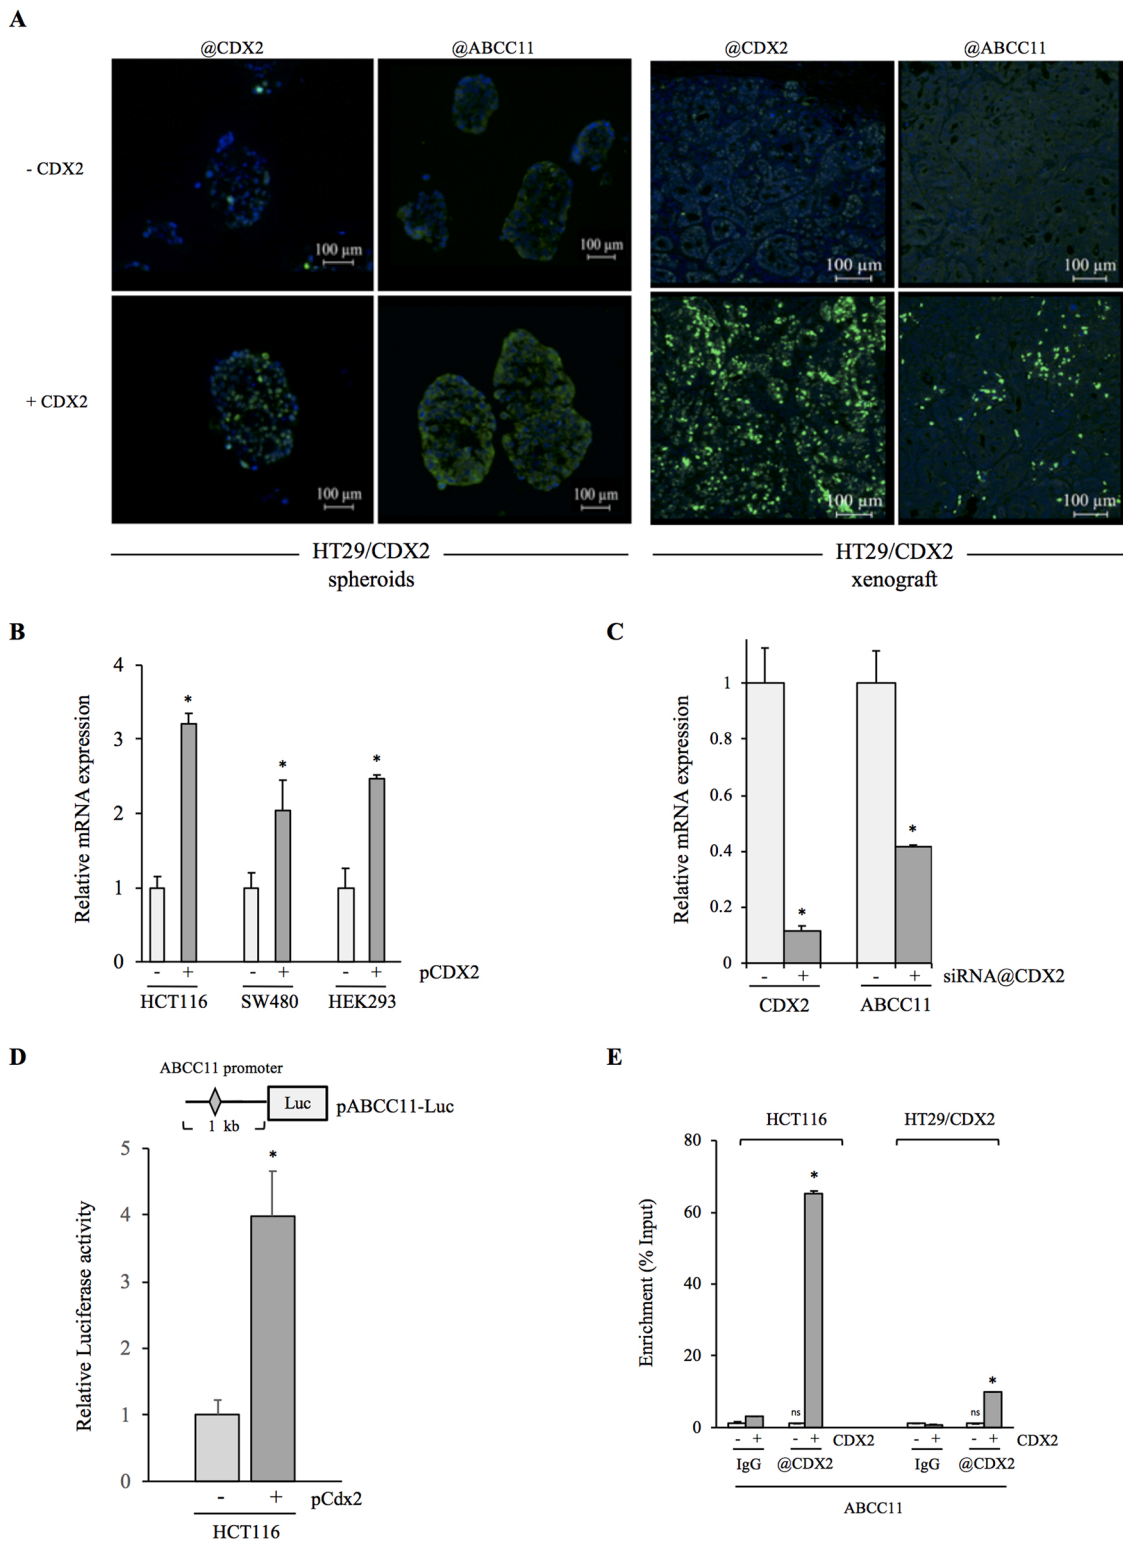 A
@CDX2 @ABCC11 @CDX2 @ABCC11
- CDX2
100 µm 100 µm 100 µm 100 µm
+ CDX2
100 µm 100 µm 100 µm 100 µm
HT29/CDX2 HT29/CDX2
spheroids xenograft
B
Relative mRNA expression
4
3
2
1
0
- + - + - + pCDX2
HCT116 SW480 HEK293
C
Relative mRNA expression
1
0.8
0.6
0.4
0.2
0
* *
- + - + siRNA@CDX2
CDX2 ABCC11
D
ABCC11 promoter
Luc pABCC11-Luc
1 kb
Relative Luciferase activity
5
4
3
2
1
0
*
- + pCdx2
HCT116
E
HCT116 HT29/CDX2
Enrichment (% Input)
80
60
40
20
0
* *
ns ns
- + - + CDX2 - + - + CDX2
IgG @CDX2 IgG @CDX2
ABCC11